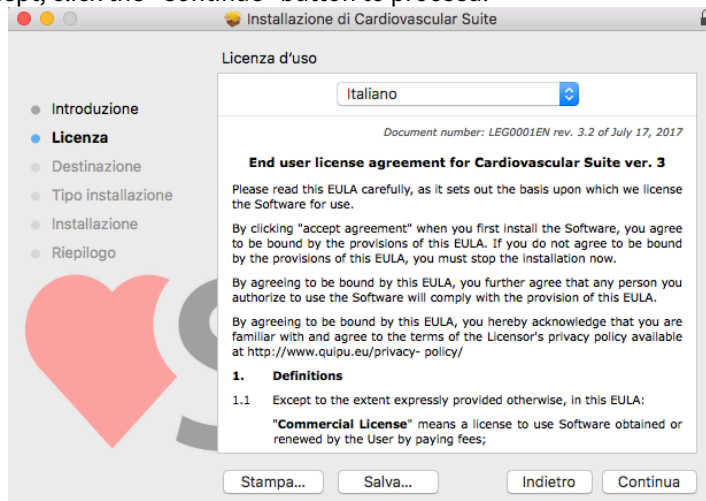 click the "Continue" button to proceed.
Installazione di Cardiovascular Suite
Licenza d'uso
Introduzione
Licenza
Destinazione
Tipo installazione
Installazione
Riepilogo
Italiano
Document number: LEG0001EN rev. 3.2 of July 17, 2017
End user license agreement for Cardiovascular Suite ver. 3
Please read this EULA carefully, as it sets out the basis upon which we license
the Software for use.
By clicking "accept agreement" when you first install the Software, you agree
to be bound by the provisions of this EULA. If you do not agree to be bound
by the provisions of this EULA, you must stop the installation now.
By agreeing to be bound by this EULA, you further agree that any person you
authorize to use the Software will comply with the provision of this EULA.
By agreeing to be bound by this EULA, you hereby acknowledge that you are
familiar with and agree to the terms of the Licensor's privacy policy available
at http://www.quipu.eu/privacy- policy/
1. Definitions
1.1 Except to the extent expressly provided otherwise, in this EULA:
"Commercial License" means a license to use Software obtained or
renewed by the User by paying fees;
Stampa... Salva... Indietro Continua